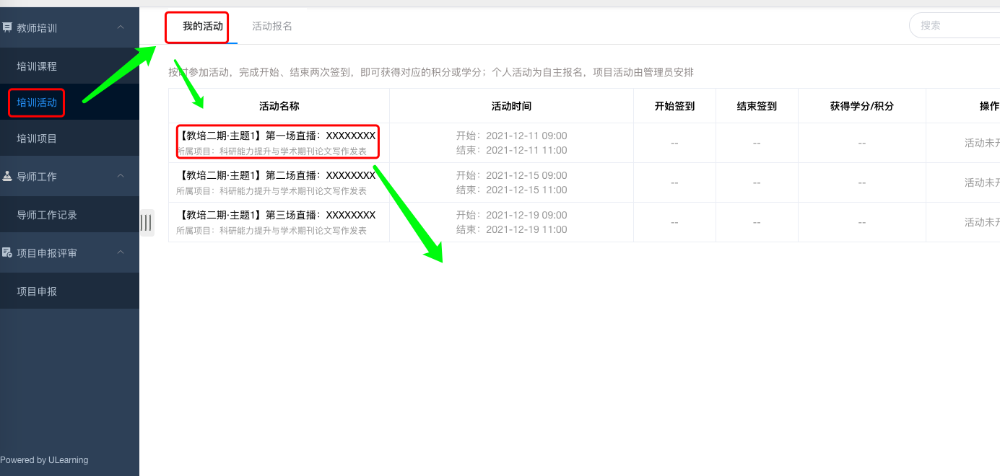 教师培训
培训课程
培训活动
培训项目
导师工作
导师工作记录
项目申报评审
项目申报
Powered by ULearning
我的活动 活动报名
搜索
按时参加活动，完成开始、结束两次签到，即可获得对应的积分或学分；个人活动为自主报名，项目活动由管理员安排
活动名称 活动时间 开始签到 结束签到 获得学分/积分 操作
【教培二期·主题1】第一场直播：XXXXXXXX
所属项目：科研能力提升与学术期刊论文写作发表
开始：2021-12-11 09:00
结束：2021-12-11 11:00
-- -- -- 活动未开
【教培二期·主题1】第二场直播：XXXXXXXX
所属项目：科研能力提升与学术期刊论文写作发表
开始：2021-12-15 09:00
结束：2021-12-15 11:00
-- -- -- 活动未开
【教培二期·主题1】第三场直播：XXXXXXXX
所属项目：科研能力提升与学术期刊论文写作发表
开始：2021-12-19 09:00
结束：2021-12-19 11:00
-- -- -- 活动未开